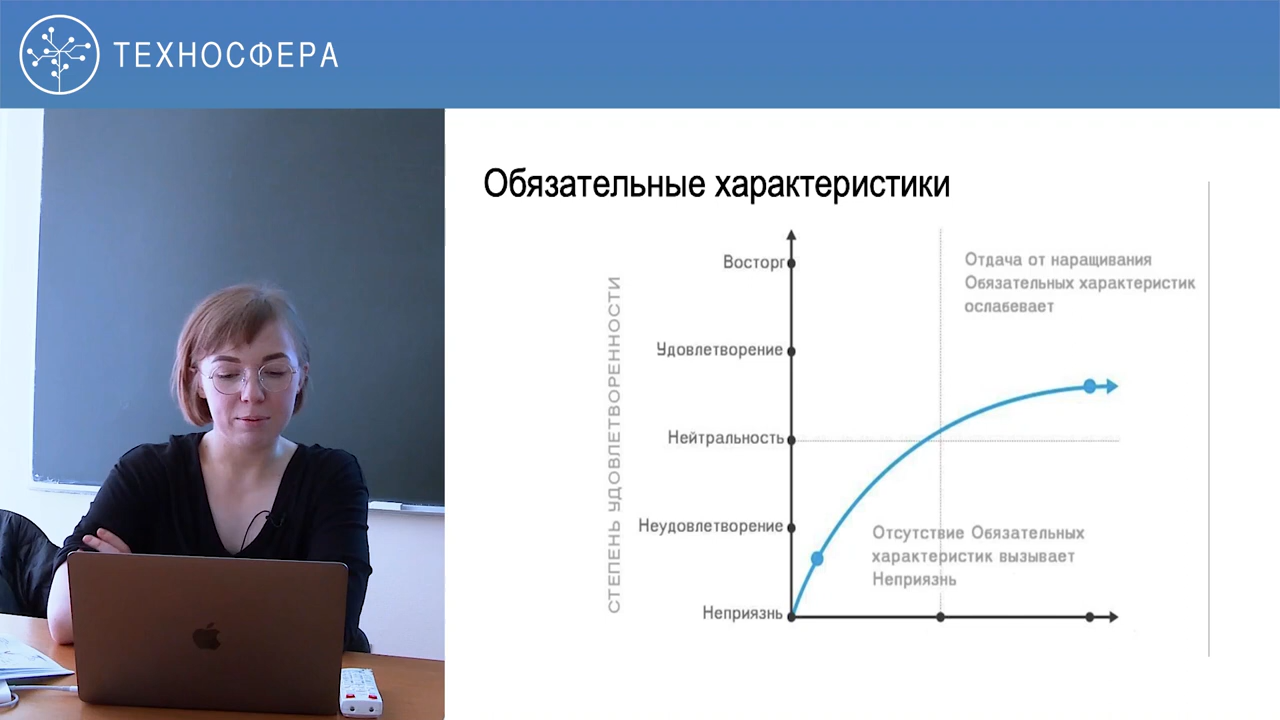 ТЕХНОСФЕРА
Обязательные характеристики
СТЕПЕНЬ УДОВЛЕТВОРЕННОСТИ
Восторг
Удовлетворение
Нейтральность
Неудовлетворение
Неприязнь
Отдача от наращивания
Обязательных характеристик
ослабевает
Отсутствие Обязательных
характеристик вызывает
Неприязнь